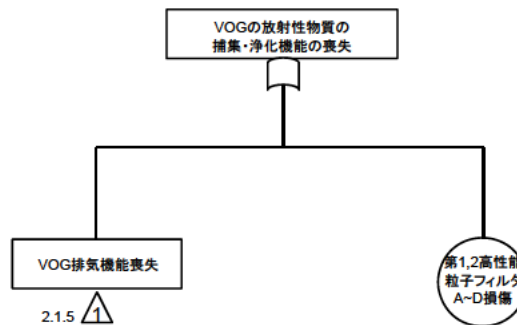 VOGの放射性物質の
捕集・浄化機能の喪失
VOG排気機能喪失
2.1.5 1
第1,2高性能
粒子フィルタ
A~D損傷